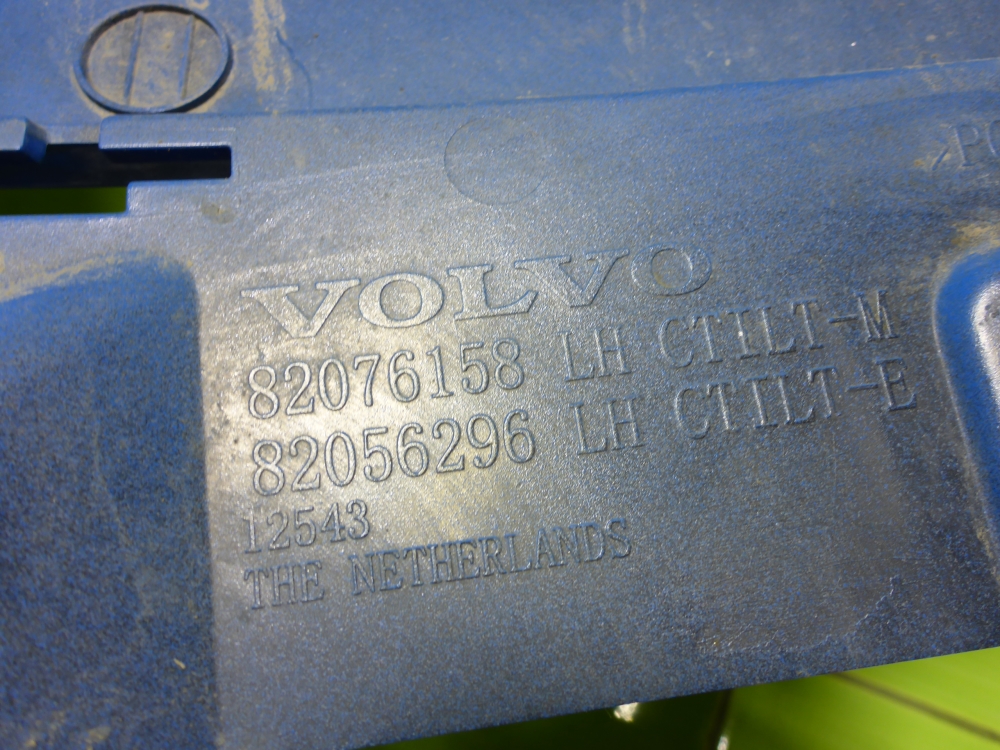 VOLVO
82076158 LH CTILT-M
82056296 LH CTILT-E
12543
THE NETHERLANDS